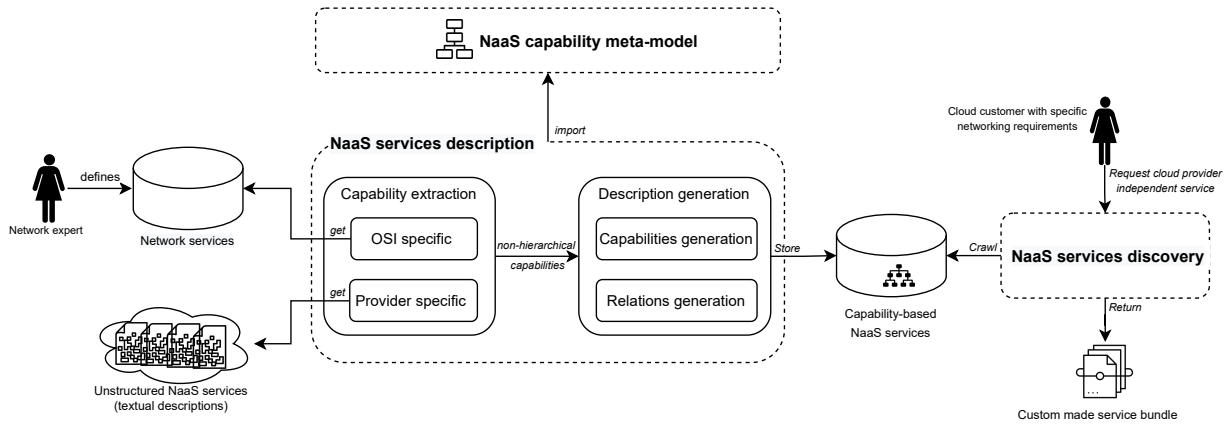 NaaS capability meta-model
import
NaaS services description
Network expert
defines
Network services
Unstructured NaaS services
(textual descriptions)
get
get
Capability extraction
OSI specific
Provider specific
non-hierarchical
capabilities
Description generation
Capabilities generation
Relations generation
Store
Capability-based
NaaS services
Crawl
Cloud customer with specific
networking requirements
Request cloud provider
independent service
NaaS services discovery
Return
Custom made service bundle